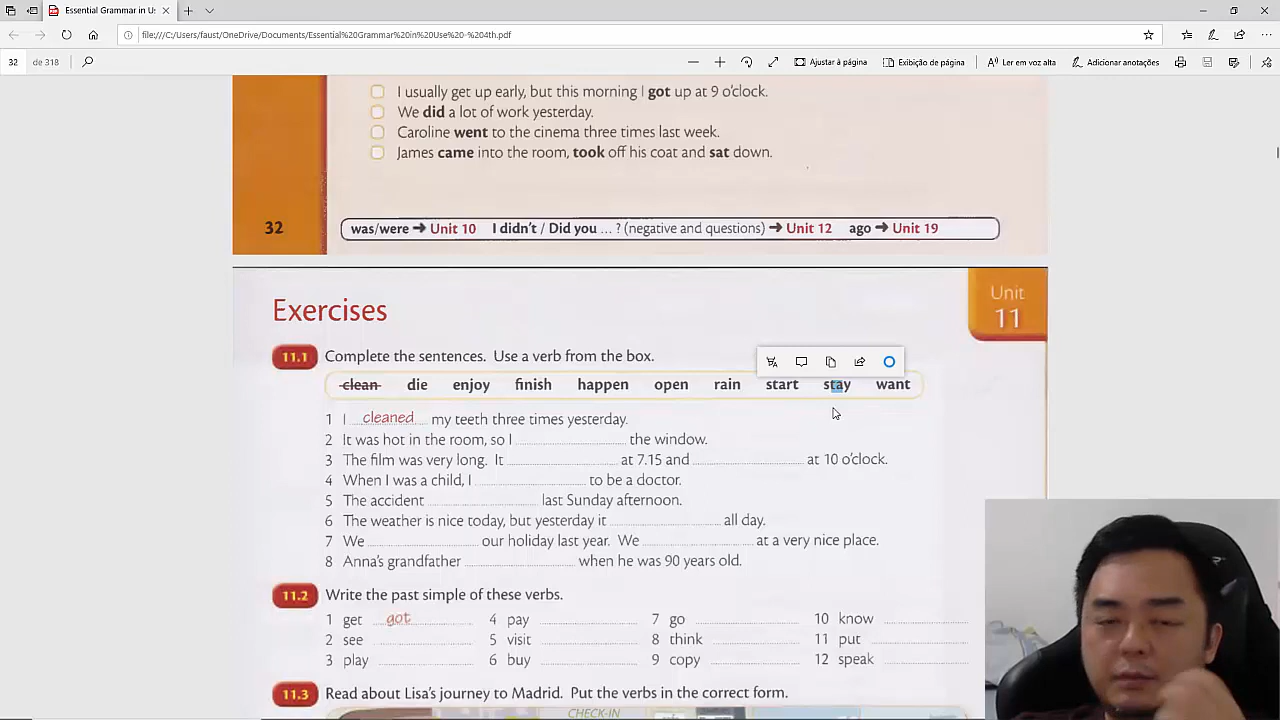 Essential Grammar in Us
file:///C:/Users/faust/OneDrive/Documents/Essential%20Grammar%20in%20Use%20-%204th.pdf
32 de 318 Ajustar à página Exibição de página Ler em voz alta Adicionar anotações
I usually get up early, but this morning I got up at 9 o'clock.
We did a lot of work yesterday.
Caroline went to the cinema three times last week.
James came into the room, took off his coat and sat down.
32 was/were → Unit 10 I didn't / Did you ... ? (negative and questions) → Unit 12 ago → Unit 19
Exercises
Unit
11
11.1 Complete the sentences. Use a verb from the box.
clean die enjoy finish happen open rain start stay want
1 I cleaned my teeth three times yesterday.
2 It was hot in the room, so I the window.
3 The film was very long. It at 7.15 and at 10 o'clock.
4 When I was a child, I to be a doctor.
5 The accident last Sunday afternoon.
6 The weather is nice today, but yesterday it all day.
7 We our holiday last year. We at a very nice place.
8 Anna's grandfather when he was 90 years old.
11.2 Write the past simple of these verbs.
1 get got 4 pay 7 go 10 know
2 see 5 visit 8 think 11 put
3 play 6 buy 9 copy 12 speak
11.3 Read about Lisa's journey to Madrid. Put the verbs in the correct form.
CHECK-IN